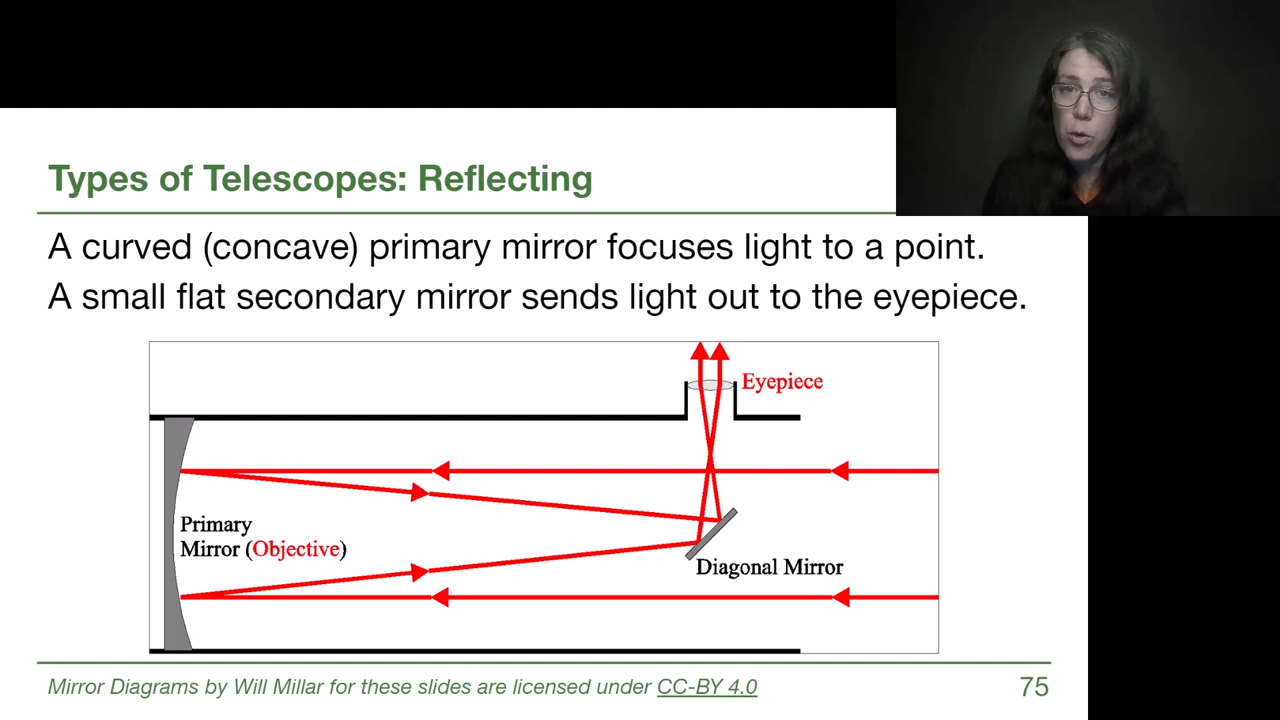 Types of Telescopes: Reflecting
A curved (concave) primary mirror focuses light to a point.
A small flat secondary mirror sends light out to the eyepiece.
Eyepiece
Primary
Mirror (Objective)
Diagonal Mirror
Mirror Diagrams by Will Millar for these slides are licensed under CC-BY 4.0
75